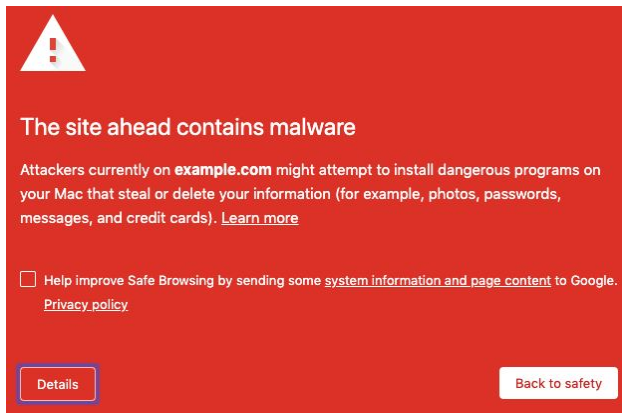 The site ahead contains malware
Attackers currently on example.com might attempt to install dangerous programs on
your Mac that steal or delete your information (for example, photos, passwords,
messages, and credit cards). Learn more
Help improve Safe Browsing by sending some system information and page content to Google.
Privacy policy
Details
Back to safety